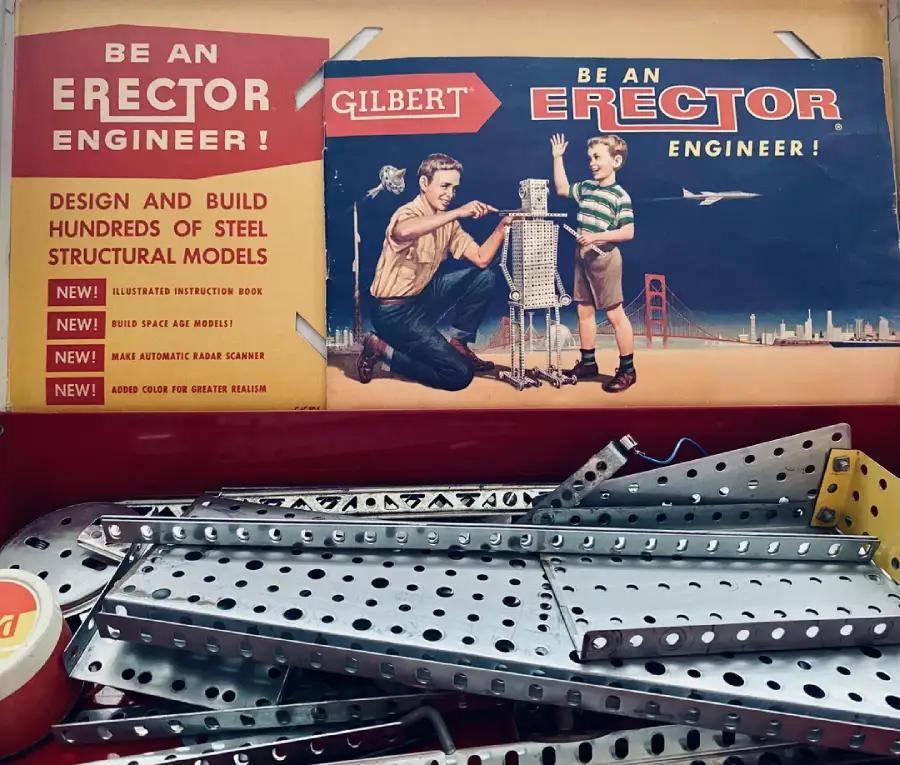 BE AN
ERECTOR
ENGINEER!
DESIGN AND BUILD
HUNDREDS OF STEEL
STRUCTURAL MODELS
NEW! ILLUSTRATED INSTRUCTION BOOK
NEW! BUILD SPACE AGE MODELS!
NEW! MAKE AUTOMATIC RADAR SCANNER
NEW! ADDED COLOR FOR GREATER REALISM
GILBERT®
BE AN
ERECTOR®
ENGINEER!